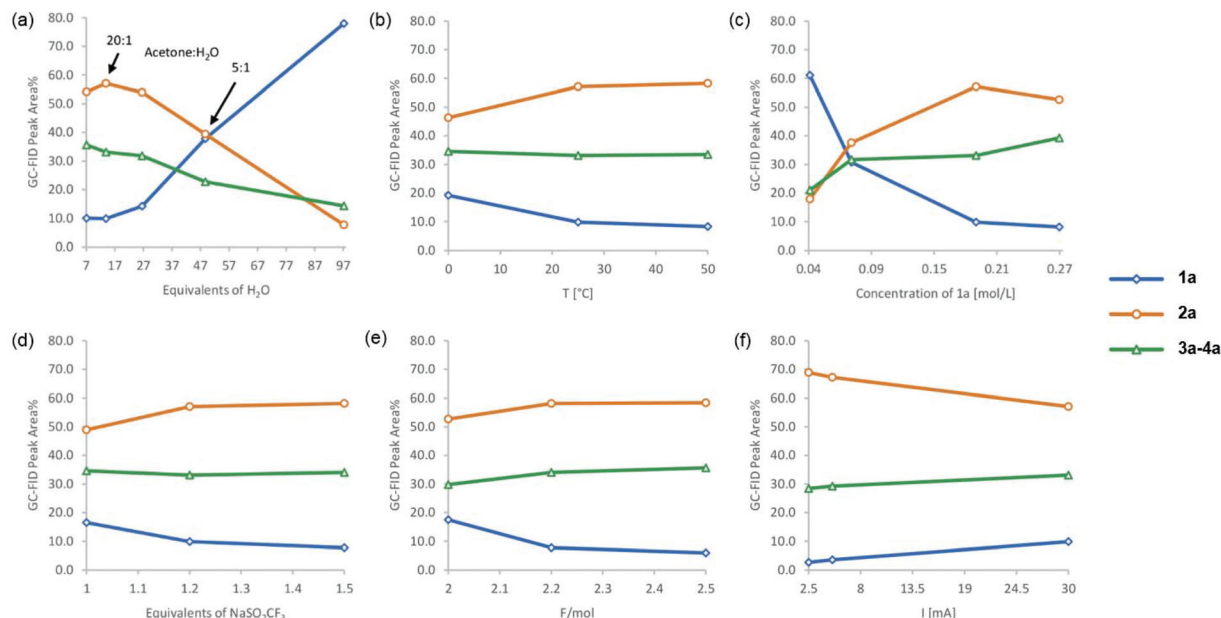 (a)
GC-FID Peak Area%
80.0
70.0
60.0
50.0
40.0
30.0
20.0
10.0
0.0
20:1
Acetone:H₂O
5:1
7 17 27 37 47 57 67 77 87 97
Equivalents of H₂O
(b)
GC-FID Peak Area%
80.0
70.0
60.0
50.0
40.0
30.0
20.0
10.0
0.0
0 10 20 30 40 50
T [°C]
(c)
GC-FID Peak Area%
80.0
70.0
60.0
50.0
40.0
30.0
20.0
10.0
0.0
0.04 0.09 0.15 0.21 0.27
Concentration of 1a [mol/L]
1a
2a
3a-4a
(d)
GC-FID Peak Area%
80.0
70.0
60.0
50.0
40.0
30.0
20.0
10.0
0.0
1 1.1 1.2 1.3 1.4 1.5
Equivalents of NaSO₂CF₃
(e)
GC-FID Peak Area%
80.0
70.0
60.0
50.0
40.0
30.0
20.0
10.0
0.0
2 2.1 2.2 2.3 2.4 2.5
F/mol
(f)
GC-FID Peak Area%
80.0
70.0
60.0
50.0
40.0
30.0
20.0
10.0
0.0
2.5 8 13.5 19 24.5 30
I [mA]